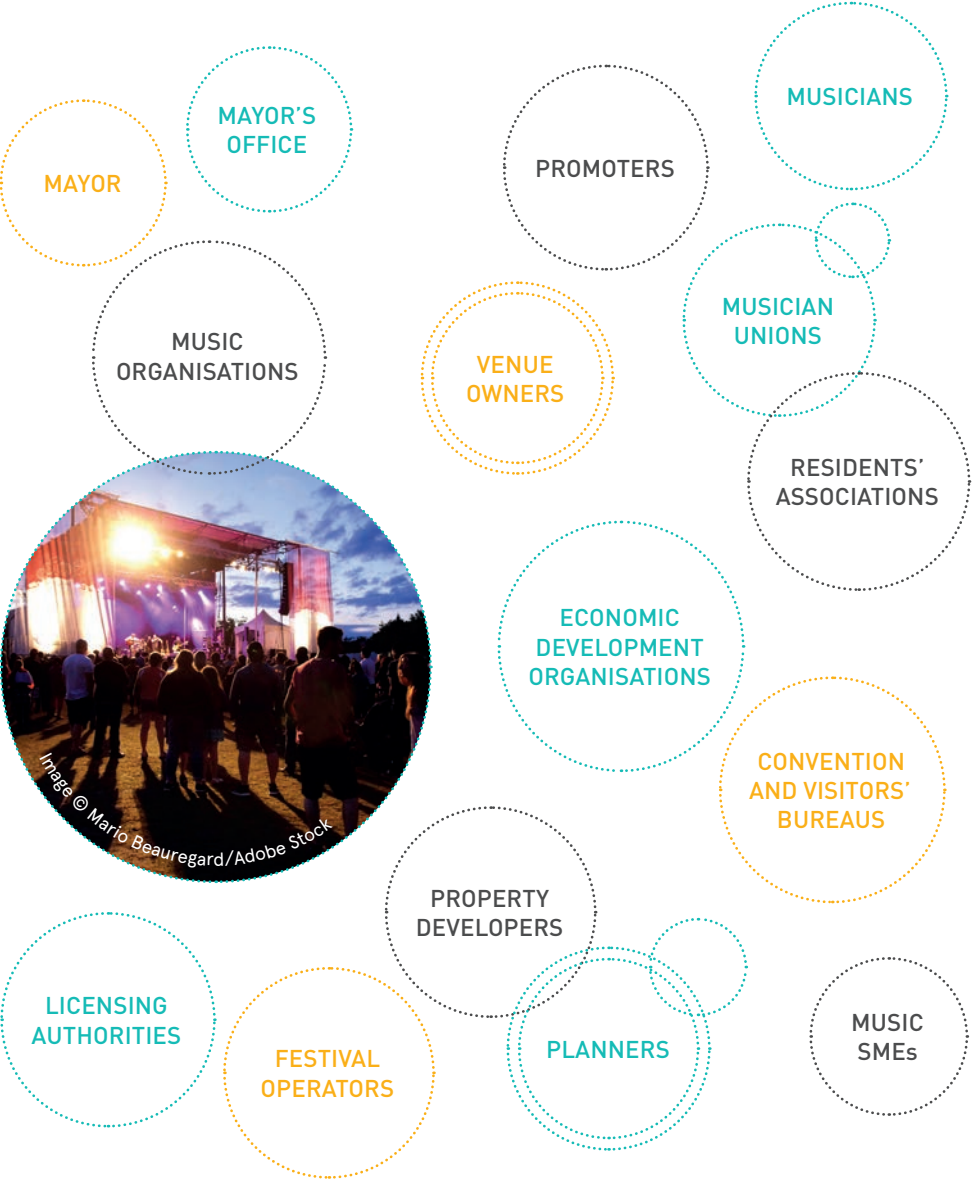 MAYOR
MAYOR'S
OFFICE
PROMOTERS
MUSICIANS
MUSIC
ORGANISATIONS
VENUE
OWNERS
MUSICIAN
UNIONS
RESIDENTS'
ASSOCIATIONS
ECONOMIC
DEVELOPMENT
ORGANISATIONS
CONVENTION
AND VISITORS'
BUREAUS
Image © Mario Beauregard/Adobe Stock
PROPERTY
DEVELOPERS
LICENSING
AUTHORITIES
FESTIVAL
OPERATORS
PLANNERS
MUSIC
SMEs